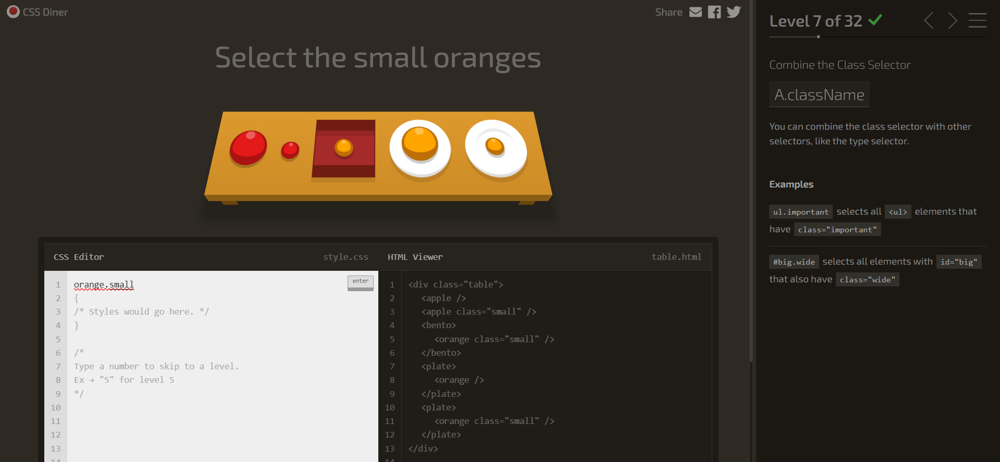 CSS Diner
Share
Select the small oranges
CSS Editor style.css
1 orange.small enter
2 {
3 /* Styles would go here. */
4 }
5
6 /*
7 Type a number to skip to a level.
8 Ex → "5" for level 5
9 */
10
11
12
13
14
HTML Viewer table.html
1 <div class="table">
2 <apple />
3 <apple class="small" />
4 <bento>
5 <orange class="small" />
6 </bento>
7 <plate>
8 <orange />
9 </plate>
10 <plate>
11 <orange class="small" />
12 </plate>
13 </div>
14
Level 7 of 32
Combine the Class Selector
A.className
You can combine the class selector with other
selectors, like the type selector.
Examples
ul.important selects all <ul> elements that
have class="important"
#big.wide selects all elements with id="big"
that also have class="wide"